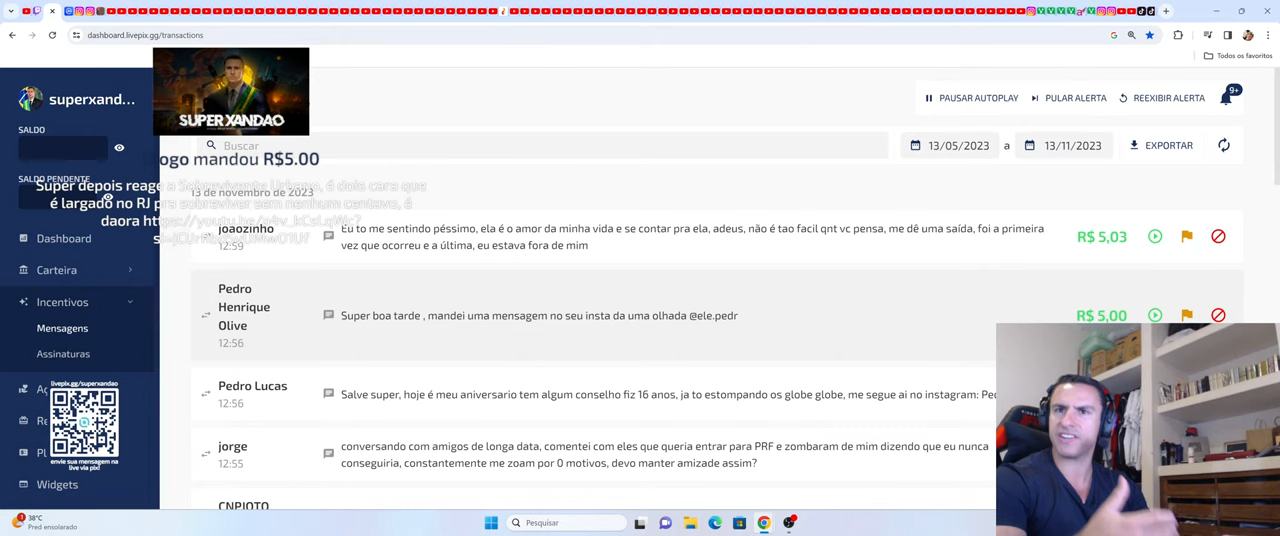 dashboard.livepix.gg/transactions
Todos os favoritos
superxand...
SUPER XANDÃO
PAUSAR AUTOPLAY
PULAR ALERTA
REEXIBIR ALERTA
9+
SALDO
Buscar
13/05/2023 a 13/11/2023
EXPORTAR
ogo mandou R$5.00
SALDO PENDENTE
Super depois reage a Sobrevivente Urbano, é dois cara que
é largado no RJ pra sobreviver sem nenhum centavo, é
13 de novembro de 2023
joaozinho
12:59
Eu to me sentindo péssimo, ela é o amor da minha vida e se contar pra ela, adeus, não é tao facil qnt vc pensa, me dê uma saída, foi a primeira
vez que ocorreu e a última, eu estava fora de mim
R$ 5,03
Dashboard
Carteira
Incentivos
Mensagens
Assinaturas
Widgets
Pedro
Henrique
Olive
12:56
Super boa tarde , mandei uma mensagem no seu insta da uma olhada @ele.pedr
R$ 5,00
Pedro Lucas
12:56
Salve super, hoje é meu aniversario tem algum conselho fiz 16 anos, ja to estompando os globe globe, me segue ai no instagram: Ped
jorge
12:55
conversando com amigos de longa data, comentei com eles que queria entrar para PRF e zombaram de mim dizendo que eu nunca
conseguiria, constantemente me zoam por 0 motivos, devo manter amizade assim?
CNPJOTO
livepix.gg/superxandao
envie sua mensagem na
live via pix!
38°C
Pred ensolarado
Pesquisar